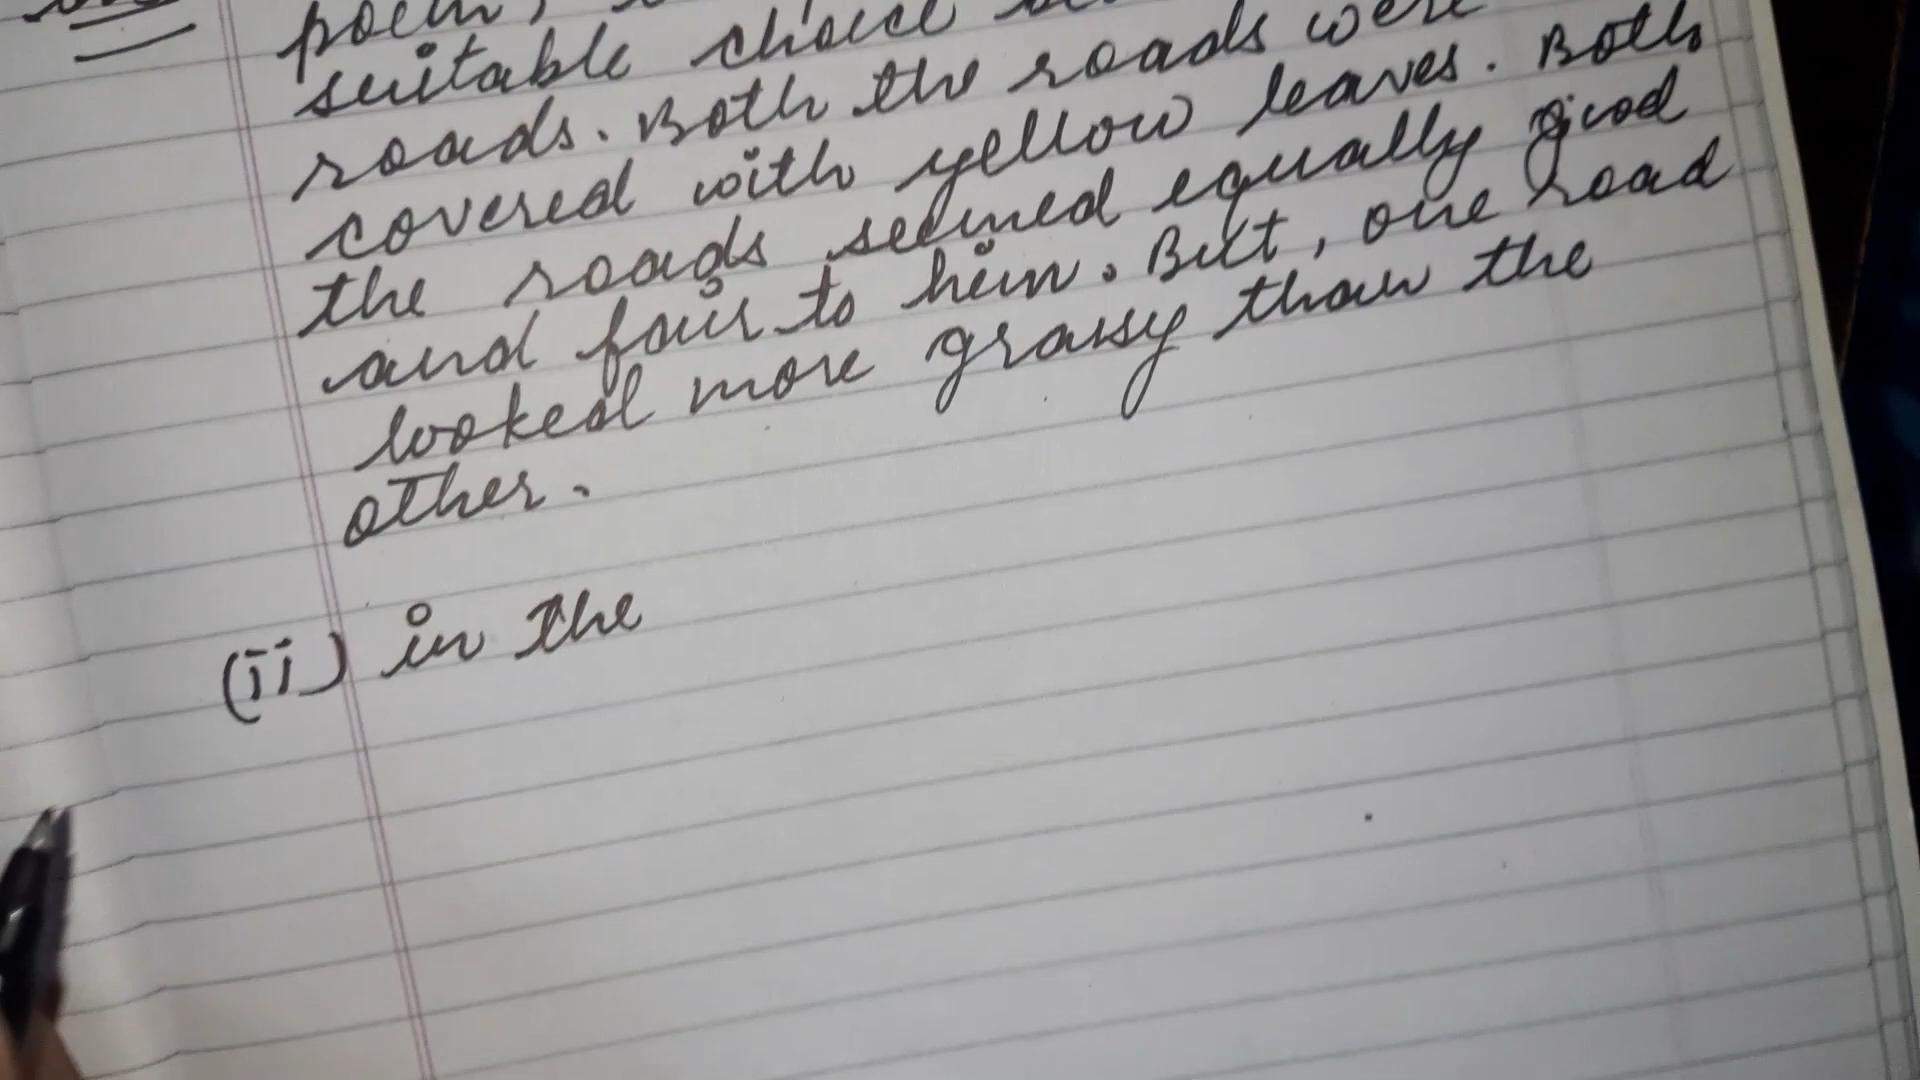 poem,
suitable choice
roads. Both the roads were
covered with yellow leaves. Both
the roads seemed equally good
and fair to him. But, one road
looked more grassy than the
other.
(ii) in the